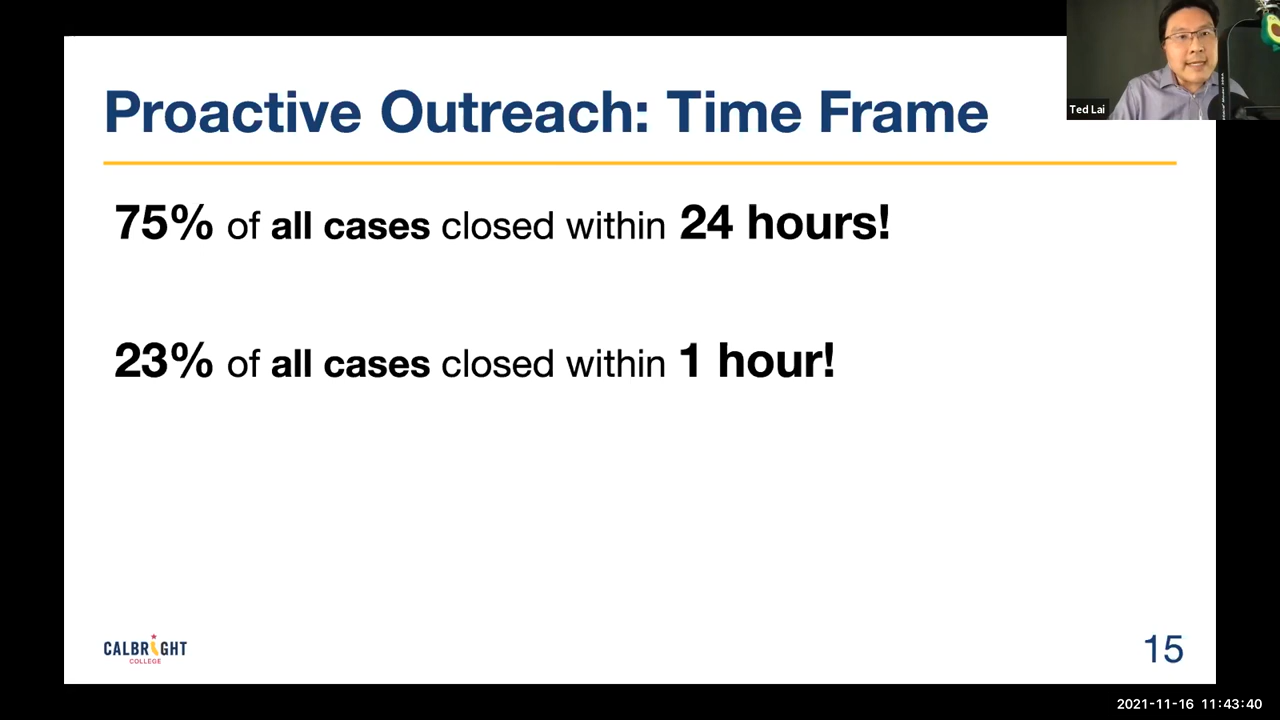 Proactive Outreach: Time Frame
Ted Lai
75% of all cases closed within 24 hours!
23% of all cases closed within 1 hour!
CALBRIGHT
COLLEGE
15
2021-11-16 11:43:40